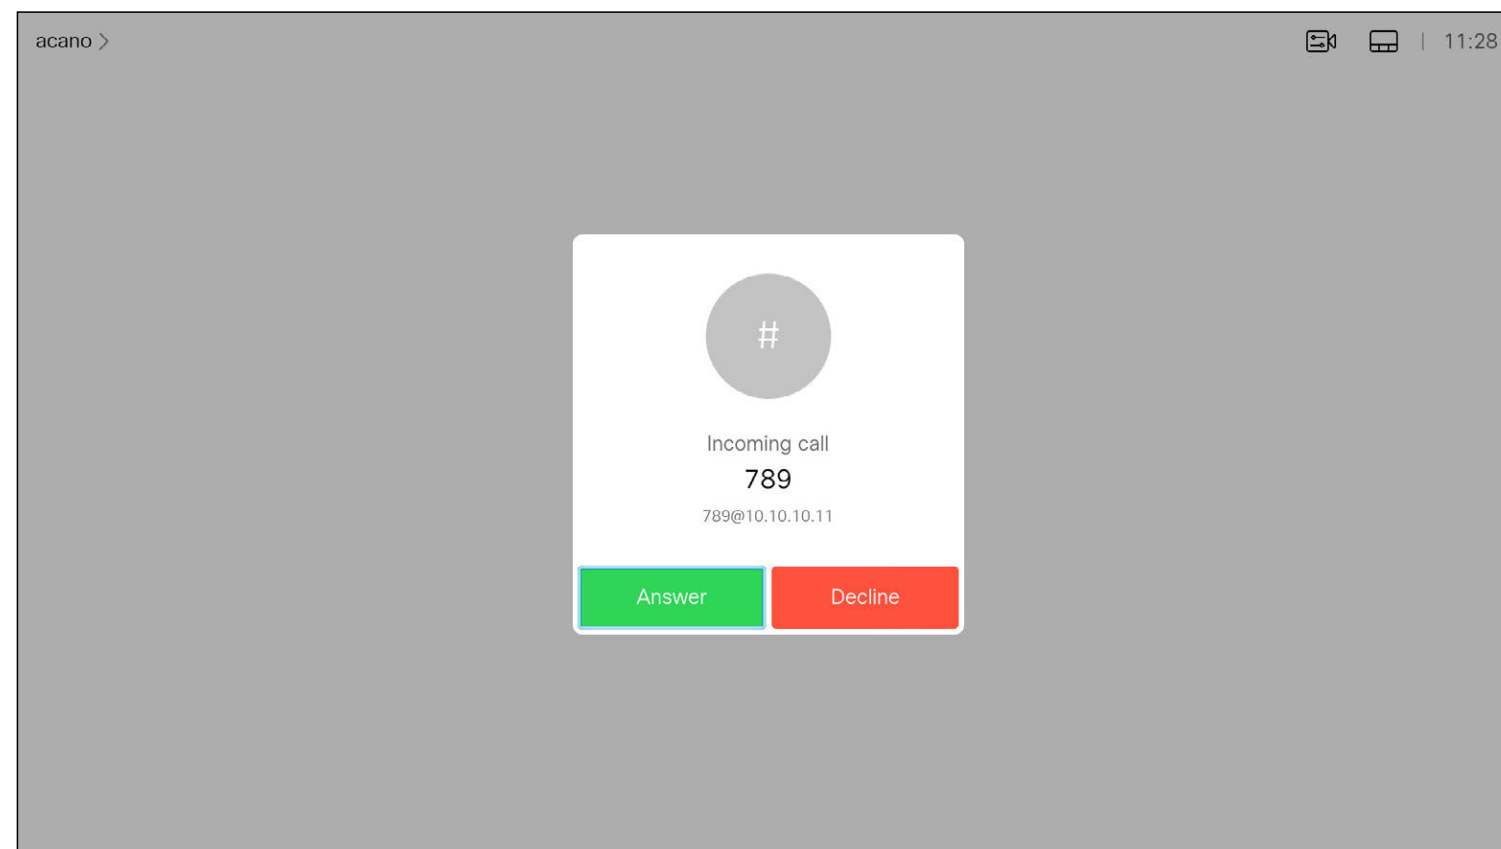 acano >
11:28
#
Incoming call
789
789@10.10.10.11
Answer
Decline